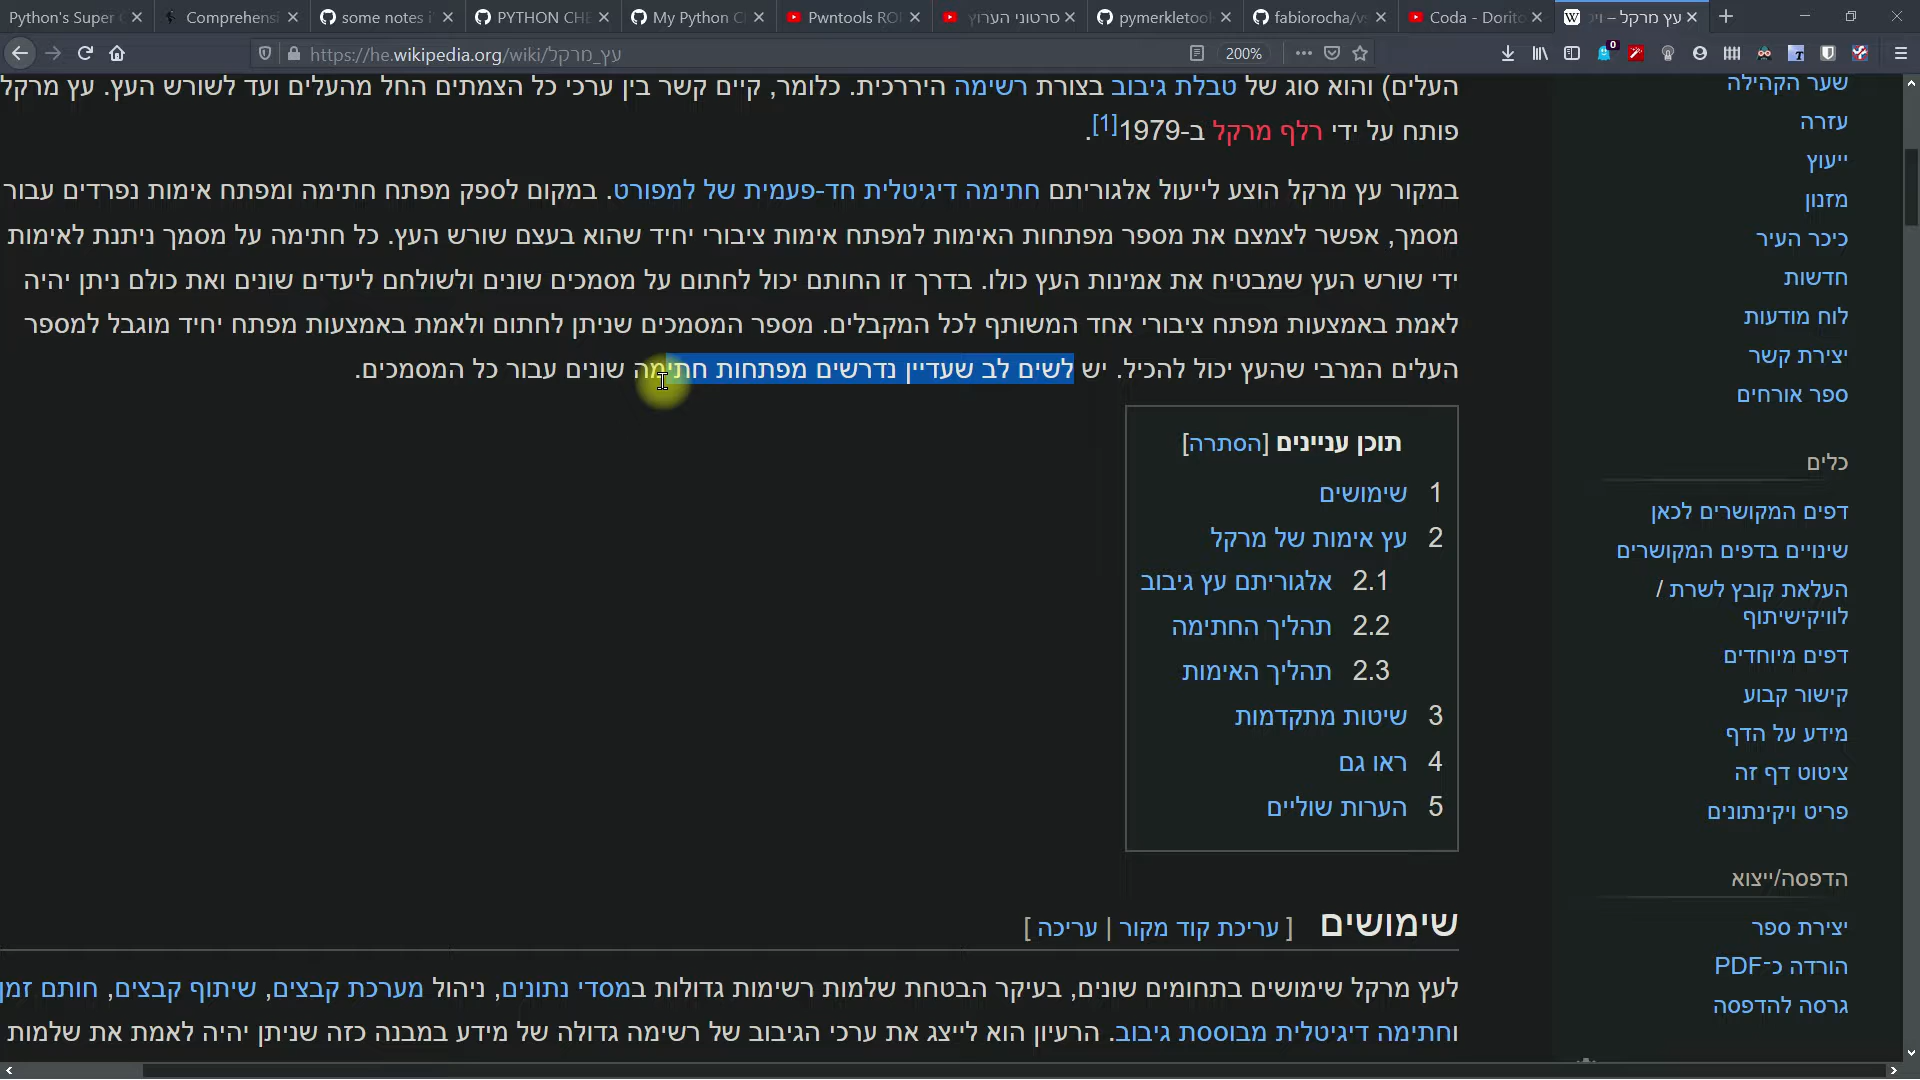 Python's Super
Comprehensi
some notes i
PYTHON CHE
My Python C
Pwntools RO
סרטוני הערוץ
pymerkletool
fabiorocha/vs
Coda - Dorito
עץ מרקל – ויק
https://he.wikipedia.org/wiki/עץ_מרקל
200%
העלים) והוא סוג של טבלת גיבוב בצורת רשימה היררכית. כלומר, קיים קשר בין ערכי כל הצמתים החל מהעלים ועד לשורש העץ. עץ מרקל
פותח על ידי רלף מרקל ב-1979[1].
במקור עץ מרקל הוצע לייעול אלגוריתם חתימה דיגיטלית חד-פעמית של למפורט. במקום לספק מפתח חתימה ומפתח אימות נפרדים עבור
מסמך, אפשר לצמצם את מספר מפתחות האימות למפתח אימות ציבורי יחיד שהוא בעצם שורש העץ. כל חתימה על מסמך ניתנת לאימות
ידי שורש העץ שמבטיח את אמינות העץ כולו. בדרך זו החותם יכול לחתום על מסמכים שונים ולשולחם ליעדים שונים ואת כולם ניתן יהיה
לאמת באמצעות מפתח ציבורי אחד המשותף לכל המקבלים. מספר המסמכים שניתן לחתום ולאמת באמצעות מפתח יחיד מוגבל למספר
העלים המרבי שהעץ יכול להכיל. יש לשים לב שעדיין נדרשים מפתחות חתימה שונים עבור כל המסמכים.
תוכן עניינים [הסתרה]
1 שימושים
2 עץ אימות של מרקל
2.1 אלגוריתם עץ גיבוב
2.2 תהליך החתימה
2.3 תהליך האימות
3 שיטות מתקדמות
4 ראו גם
5 הערות שוליים
שימושים [ עריכת קוד מקור | עריכה ]
לעץ מרקל שימושים בתחומים שונים, בעיקר הבטחת שלמות רשימות גדולות במסדי נתונים, ניהול מערכת קבצים, שיתוף קבצים, חותם זמן
וחתימה דיגיטלית מבוססת גיבוב. הרעיון הוא לייצג את ערכי הגיבוב של רשימה גדולה של מידע במבנה כזה שניתן יהיה לאמת את שלמות
שער הקהילה
עזרה
ייעוץ
מזנון
כיכר העיר
חדשות
לוח מודעות
יצירת קשר
ספר אורחים
כלים
דפים המקושרים לכאן
שינויים בדפים המקושרים
העלאת קובץ לשרת /
לוויקישיתוף
דפים מיוחדים
קישור קבוע
מידע על הדף
ציטוט דף זה
פריט ויקינתונים
הדפסה/ייצוא
יצירת ספר
הורדה כ־PDF
גרסה להדפסה